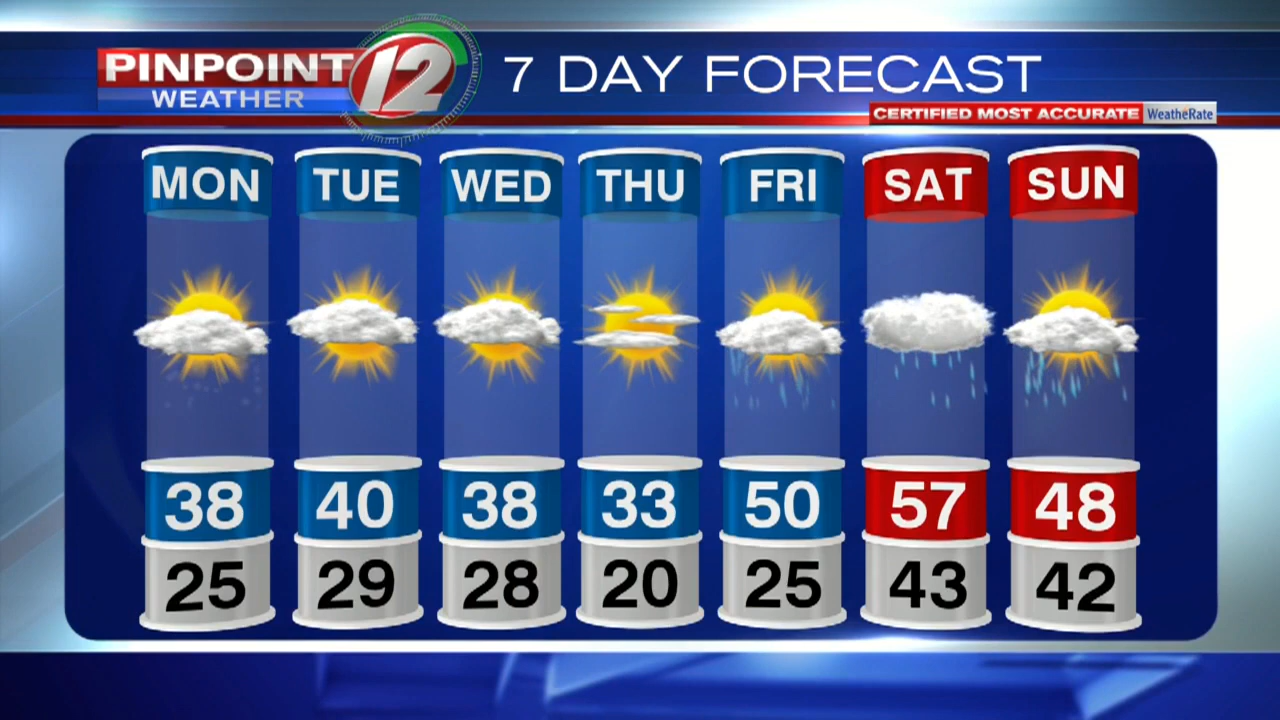 PINPOINT 12
WEATHER
7 DAY FORECAST
CERTIFIED MOST ACCURATE WeatheRate
MON TUE WED THU FRI SAT SUN
38 40 38 33 50 57 48
25 29 28 20 25 43 42